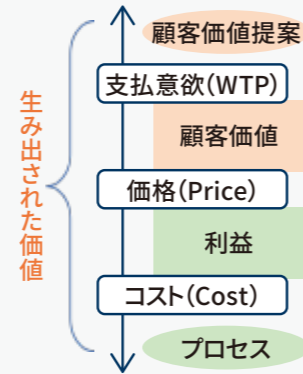 顧客価値提案
支払意欲(WTP)
顧客価値
価格(Price)
利益
コスト(Cost)
プロセス
生み出された価値